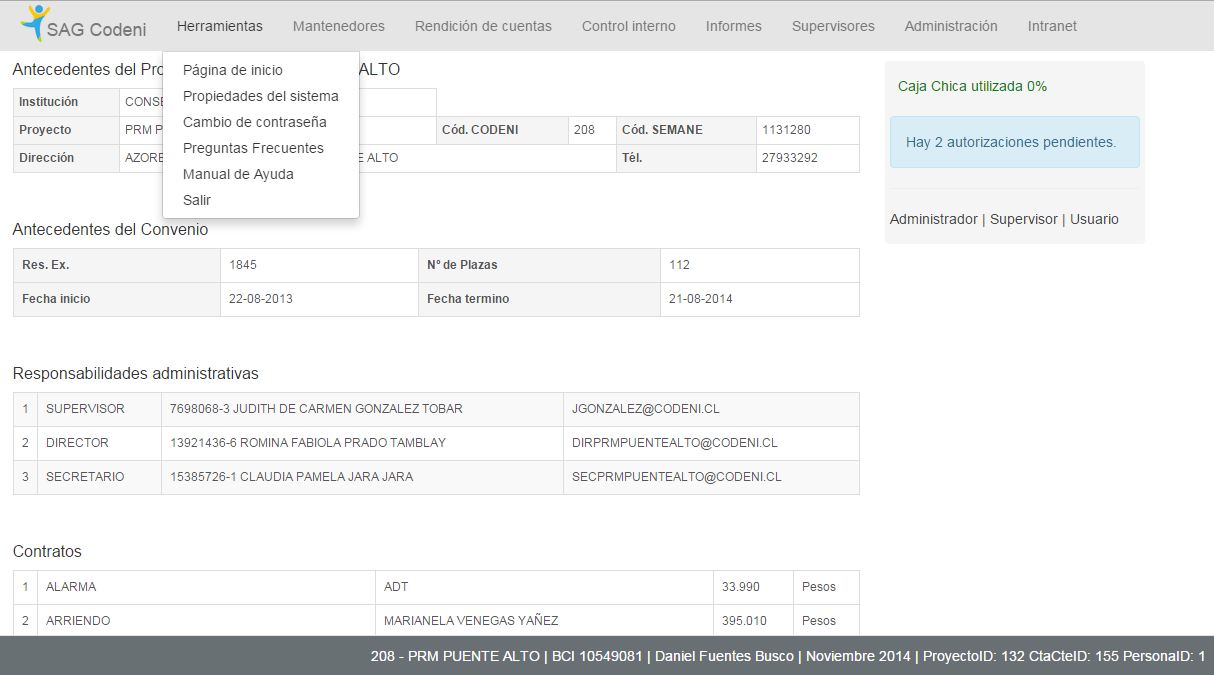 SAG Codeni Herramientas Mantenedores Rendición de cuentas Control interno Informes Supervisores Administración Intranet
Página de inicio
Propiedades del sistema
Cambio de contraseña
Preguntas Frecuentes
Manual de Ayuda
Salir
Antecedentes del ALTO
Institución
Proyecto PRM Cód. CODENI 208 Cód. SEMANE 1131280
Dirección ALTO Tél. 27933292
Antecedentes del Convenio
Res. Ex. 1845 Nº de Plazas 112
Fecha inicio 22-08-2013 Fecha termino 21-08-2014
Responsabilidades administrativas
1 SUPERVISOR 7698068-3 JUDITH DE CARMEN GONZALEZ TOBAR JGONZALEZ@CODENI.CL
2 DIRECTOR 13921436-6 ROMINA FABIOLA PRADO TAMBLAY DIRPRMPUENTEALTO@CODENI.CL
3 SECRETARIO 15385726-1 CLAUDIA PAMELA JARA JARA SECPRMPUENTEALTO@CODENI.CL
Contratos
1 ALARMA ADT 33.990 Pesos
2 ARRIENDO MARIANELA VENEGAS YAÑEZ 395.010 Pesos
Caja Chica utilizada 0%
Hay 2 autorizaciones pendientes.
Administrador | Supervisor | Usuario
208 - PRM PUENTE ALTO | BCI 10549081 | Daniel Fuentes Busco | Noviembre 2014 | ProyectoID: 132 CtaCteID: 155 PersonaID: 1